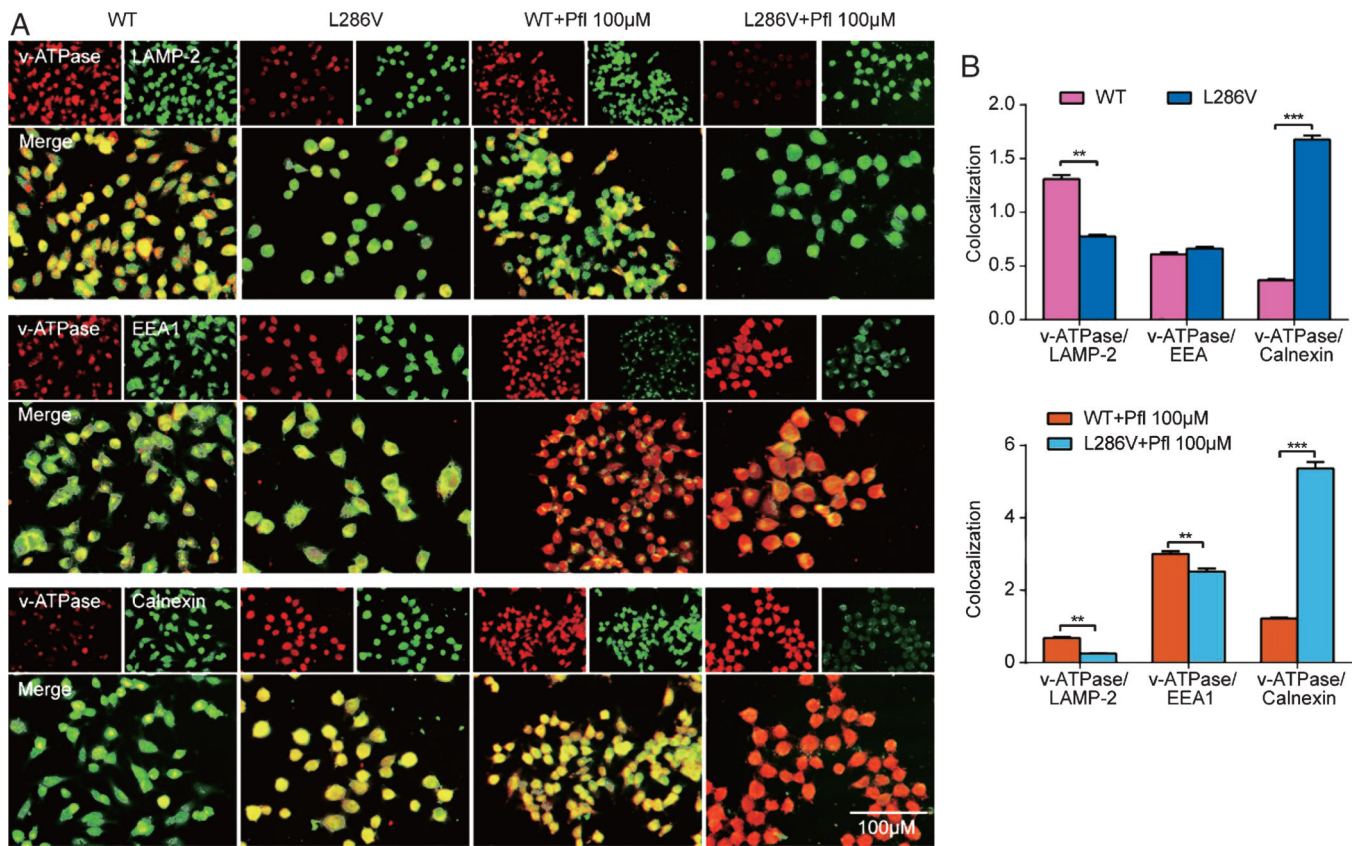 A
WT
L286V
WT+Pfl 100μM
L286V+Pfl 100μM
v-ATPase
LAMP-2
Merge
v-ATPase
EEA1
Merge
v-ATPase
Calnexin
Merge
100μM
B
WT
L286V
2.0
1.5
1.0
0.5
0.0
Colocalization
**
***
v-ATPase/
LAMP-2
v-ATPase/
EEA
v-ATPase/
Calnexin
WT+Pfl 100μM
L286V+Pfl 100μM
6
4
2
0
Colocalization
**
**
***
v-ATPase/
LAMP-2
v-ATPase/
EEA1
v-ATPase/
Calnexin